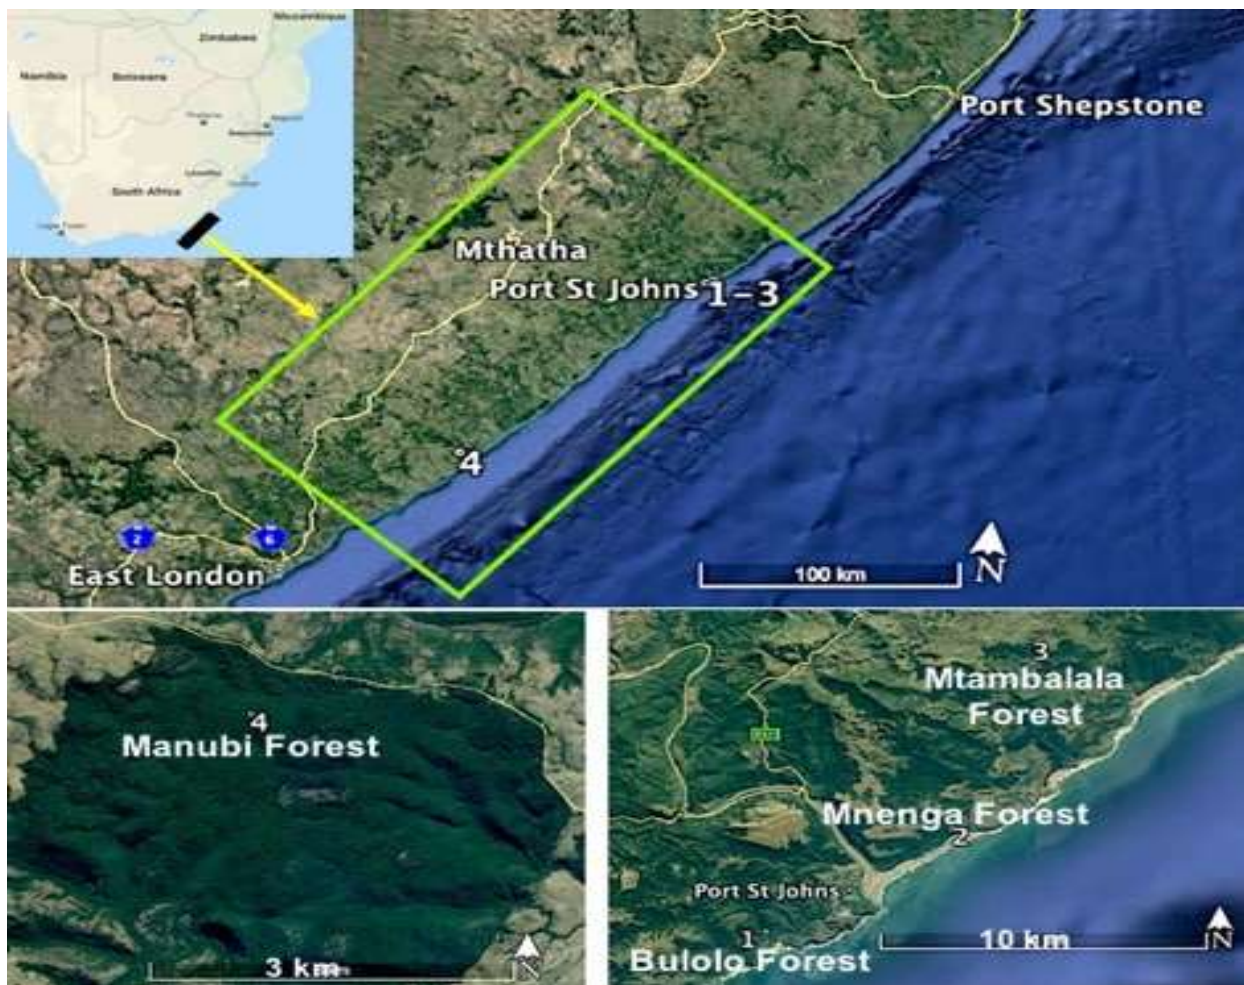 Mozambique
Zimbabwe
Namibia
Botswana
South Africa
Port Shepstone
Mthatha
Port St Johns 1-3
4
2
6
East London
100 km
N
4
Manubi Forest
3 km
N
3
Mtambalala
Forest
Mnenga Forest
2
Port St Johns
1
Bulolo Forest
10 km
N